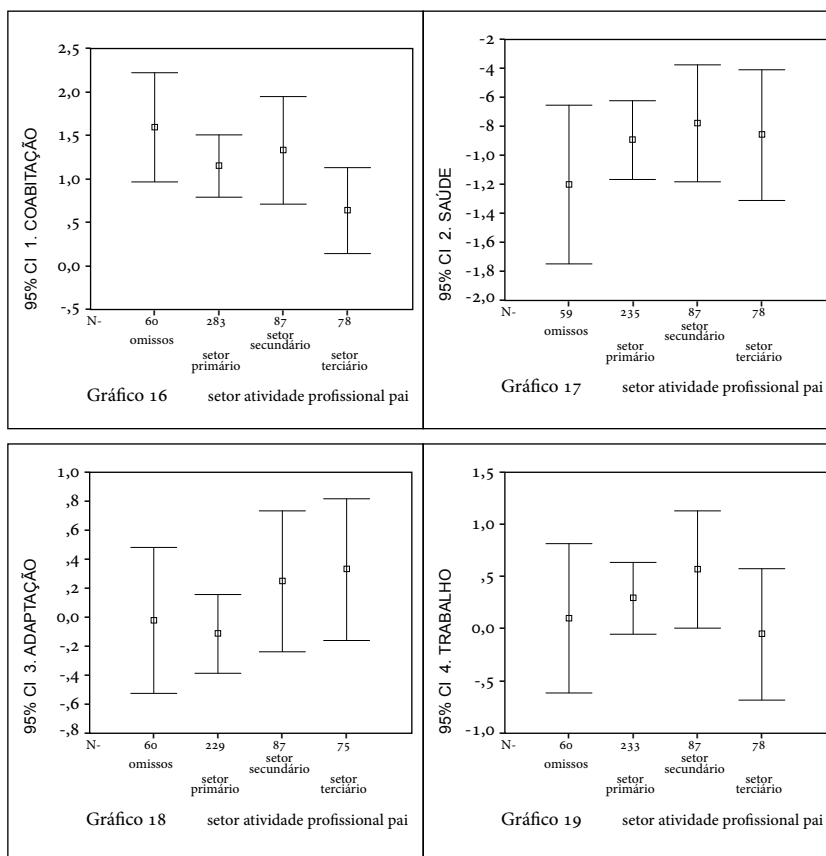 2,5
2,0
1,5
1,0
,5
0,0
-,5
95% CI 1. COABITAÇÃO
N- 60 283 87 78
omissos setor primário setor secundário setor terciário
Gráfico 16 setor atividade profissional pai
-2
-4
-6
-8
-1,0
-1,2
-1,4
-1,6
-1,8
-2,0
95% CI 2. SAÚDE
N- 59 235 87 78
omissos setor primário setor secundário setor terciário
Gráfico 17 setor atividade profissional pai
1,0
,8
,6
,4
,2
0,0
-,2
-,4
-,6
-,8
95% CI 3. ADAPTAÇÃO
N- 60 229 87 75
omissos setor primário setor secundário setor terciário
Gráfico 18 setor atividade profissional pai
1,5
1,0
,5
0,0
-,5
-1,0
95% CI 4. TRABALHO
N- 60 233 87 78
omissos setor primário setor secundário setor terciário
Gráfico 19 setor atividade profissional pai